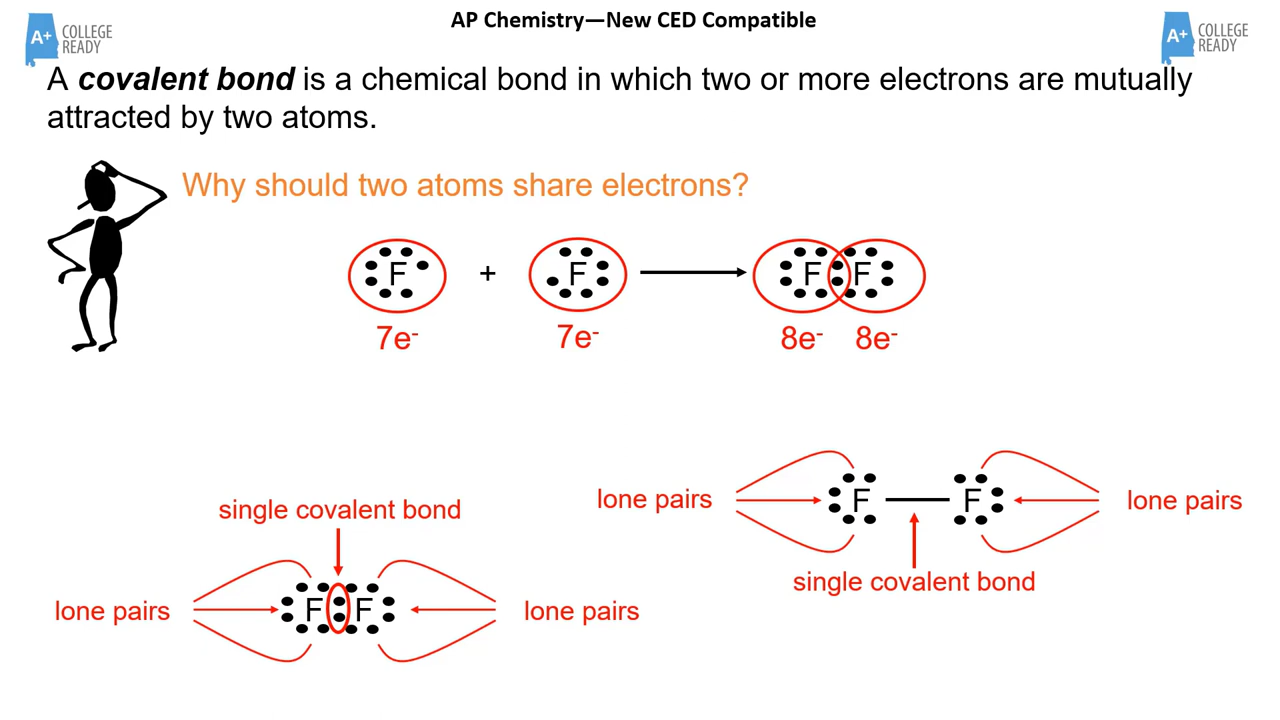 AP Chemistry—New CED Compatible
A+ COLLEGE READY
A+ COLLEGE READY
A covalent bond is a chemical bond in which two or more electrons are mutually
attracted by two atoms.
Why should two atoms share electrons?
F + F F F
7e- 7e- 8e- 8e-
lone pairs F F lone pairs
single covalent bond
single covalent bond
lone pairs F F lone pairs